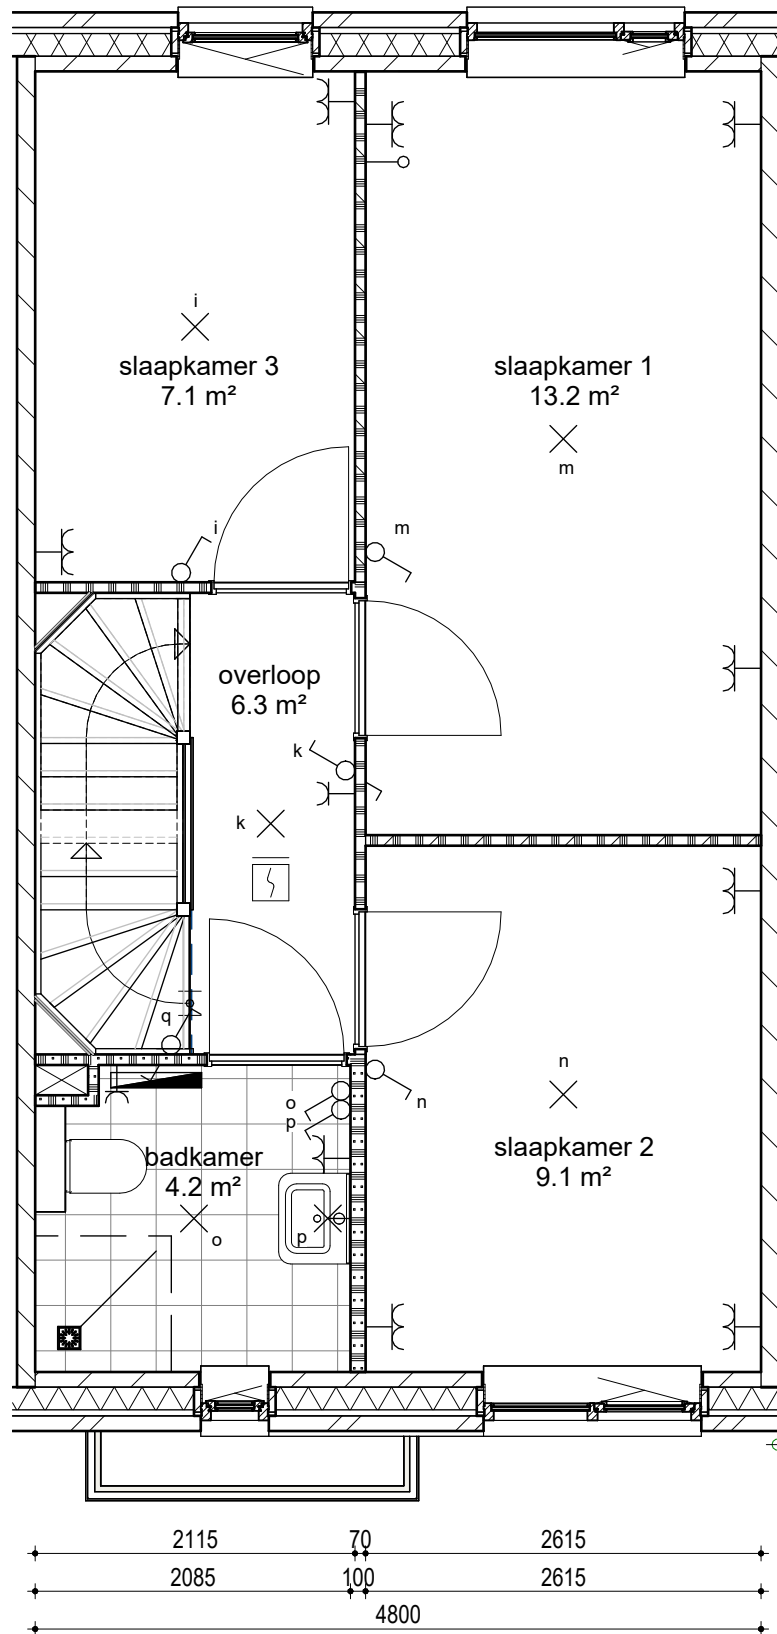 i
slaapkamer 3
7.1 m²
slaapkamer 1
13.2 m²
m
i
m
overloop
6.3 m²
k
k
q
o
p
n
n
badkamer
4.2 m²
slaapkamer 2
9.1 m²
o
p
2115 70 2615
2085 100 2615
4800